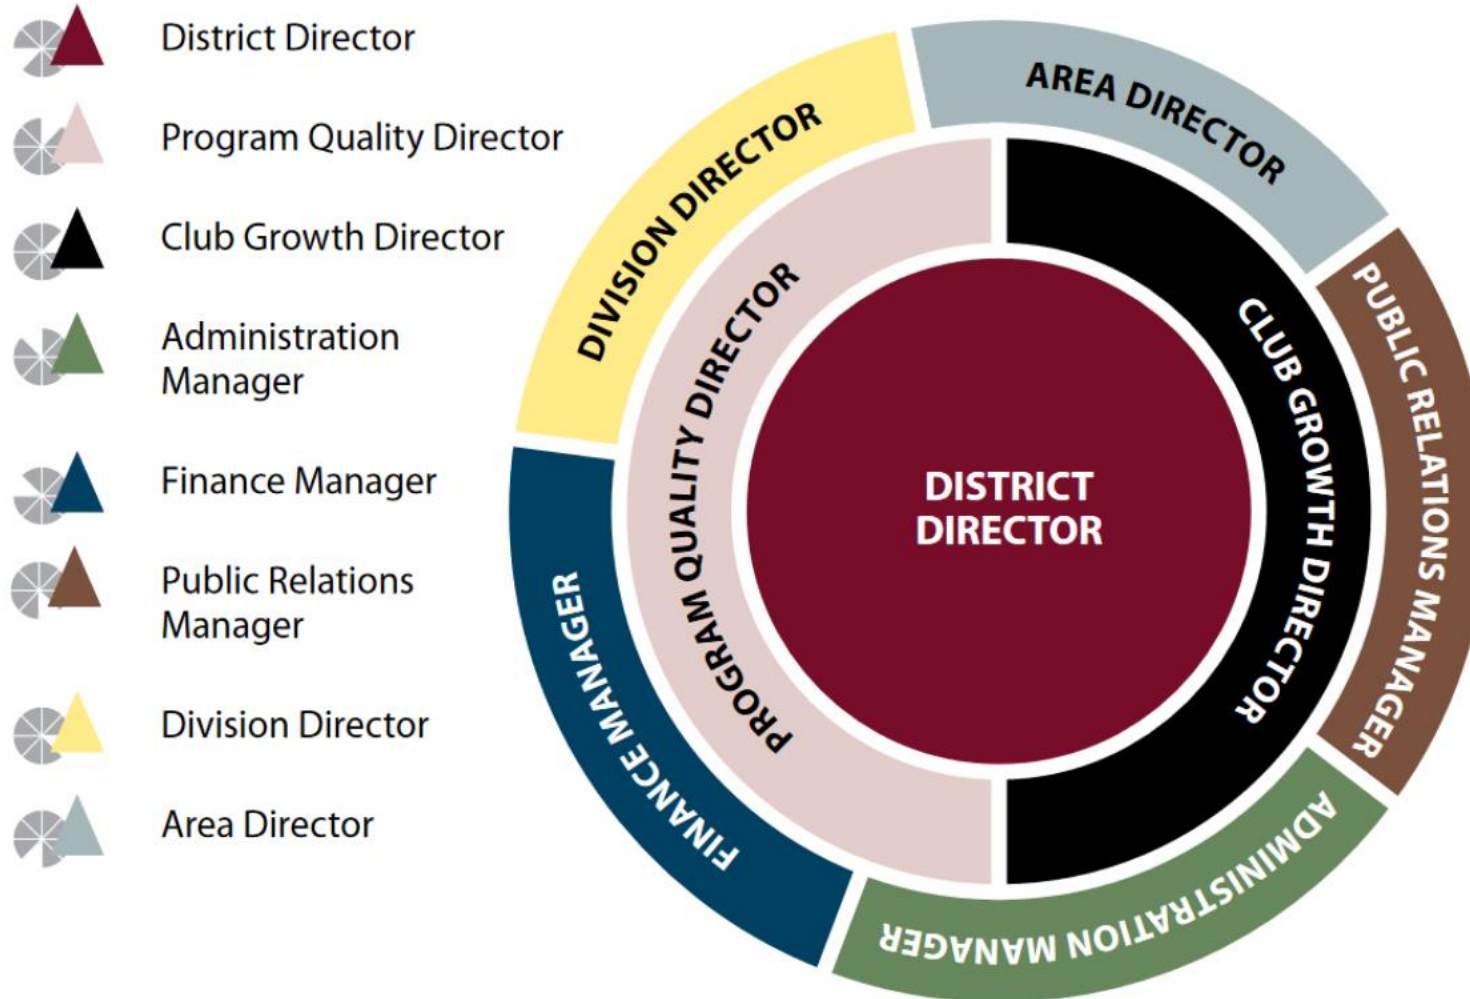 District Director
Program Quality Director
Club Growth Director
Administration
Manager
Finance Manager
Public Relations
Manager
Division Director
Area Director
DIVISION DIRECTOR
AREA DIRECTOR
PUBLIC RELATIONS MANAGER
ADMINISTRATION MANAGER
FINANCE MANAGER
PROGRAM QUALITY DIRECTOR
CLUB GROWTH DIRECTOR
DISTRICT
DIRECTOR